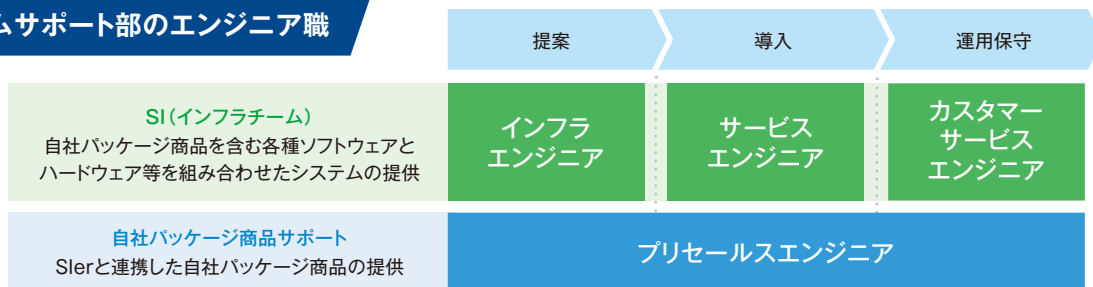 ムサポート部のエンジニア職
提案
導入
運用保守
SI（インフラチーム）
自社パッケージ商品を含む各種ソフトウェアと
ハードウェア等を組み合わせたシステムの提供
インフラ
エンジニア
サービス
エンジニア
カスタマー
サービス
エンジニア
自社パッケージ商品サポート
SIerと連携した自社パッケージ商品の提供
プリセールスエンジニア